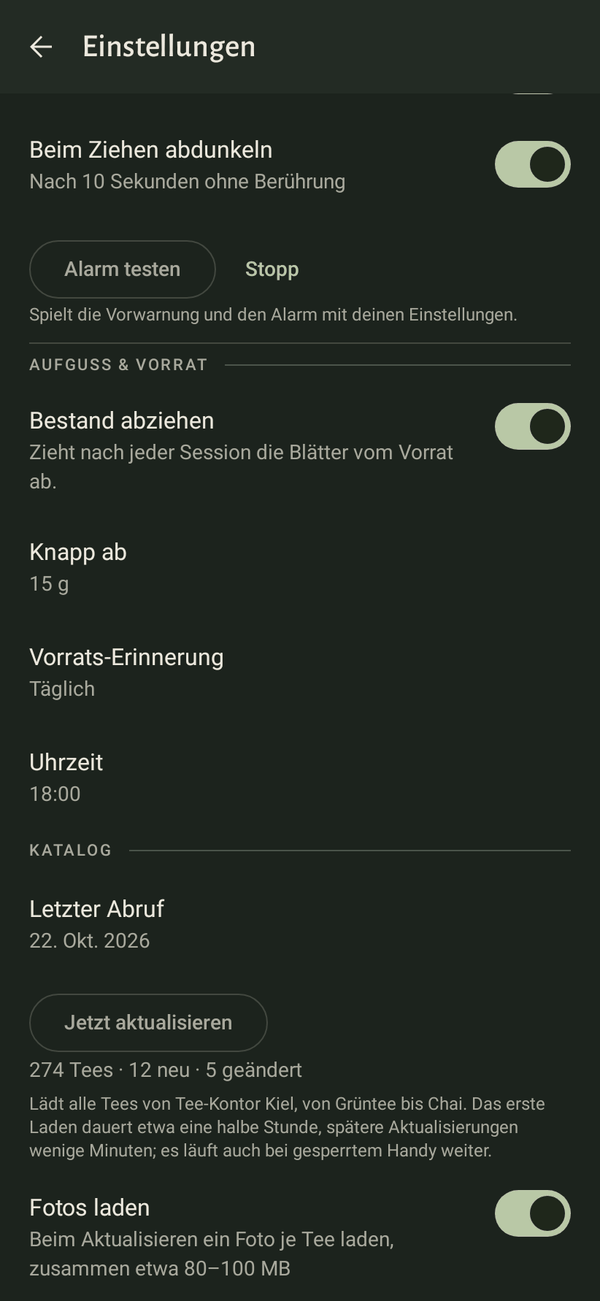 Einstellungen
Beim Ziehen abdunkeln
Nach 10 Sekunden ohne Berührung
Alarm testen
Stopp
Spielt die Vorwarnung und den Alarm mit deinen Einstellungen.
AUFGUSS & VORRAT
Bestand abziehen
Zieht nach jeder Session die Blätter vom Vorrat
ab.
Knapp ab
15 g
Vorrats-Erinnerung
Täglich
Uhrzeit
18:00
KATALOG
Letzter Abruf
22. Okt. 2026
Jetzt aktualisieren
274 Tees · 12 neu · 5 geändert
Lädt alle Tees von Tee-Kontor Kiel, von Grüntee bis Chai. Das erste
Laden dauert etwa eine halbe Stunde, spätere Aktualisierungen
wenige Minuten; es läuft auch bei gesperrtem Handy weiter.
Fotos laden
Beim Aktualisieren ein Foto je Tee laden,
zusammen etwa 80–100 MB